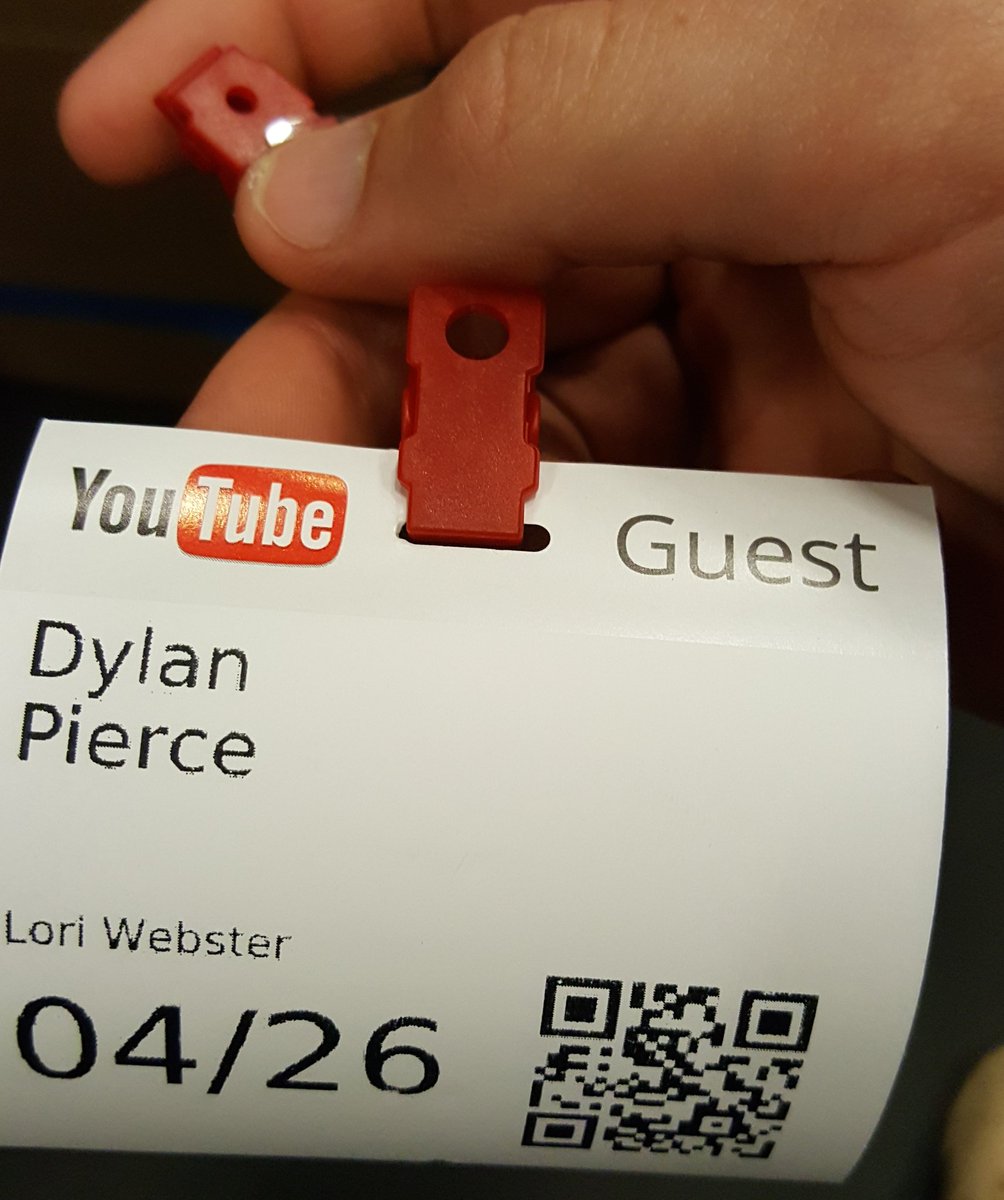 YouTube
Guest
Dylan
Pierce
Lori Webster
04/26